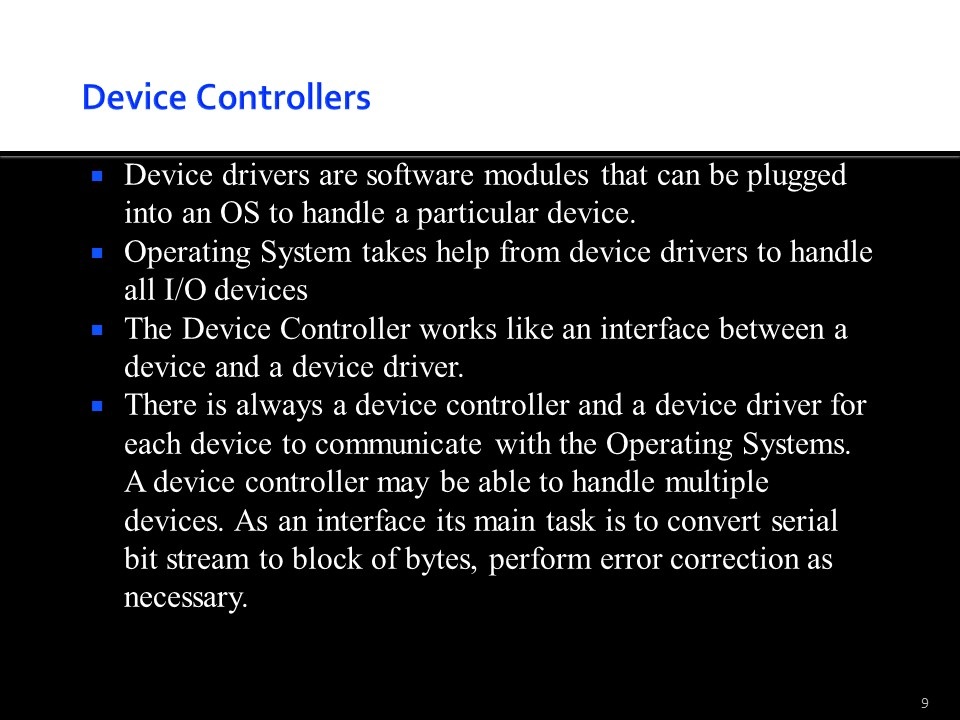 Device Controllers
Device drivers are software modules that can be plugged
into an OS to handle a particular device.
Operating System takes help from device drivers to handle
all I/O devices
The Device Controller works like an interface between a
device and a device driver.
There is always a device controller and a device driver for
each device to communicate with the Operating Systems.
A device controller may be able to handle multiple
devices. As an interface its main task is to convert serial
bit stream to block of bytes, perform error correction as
necessary.
9